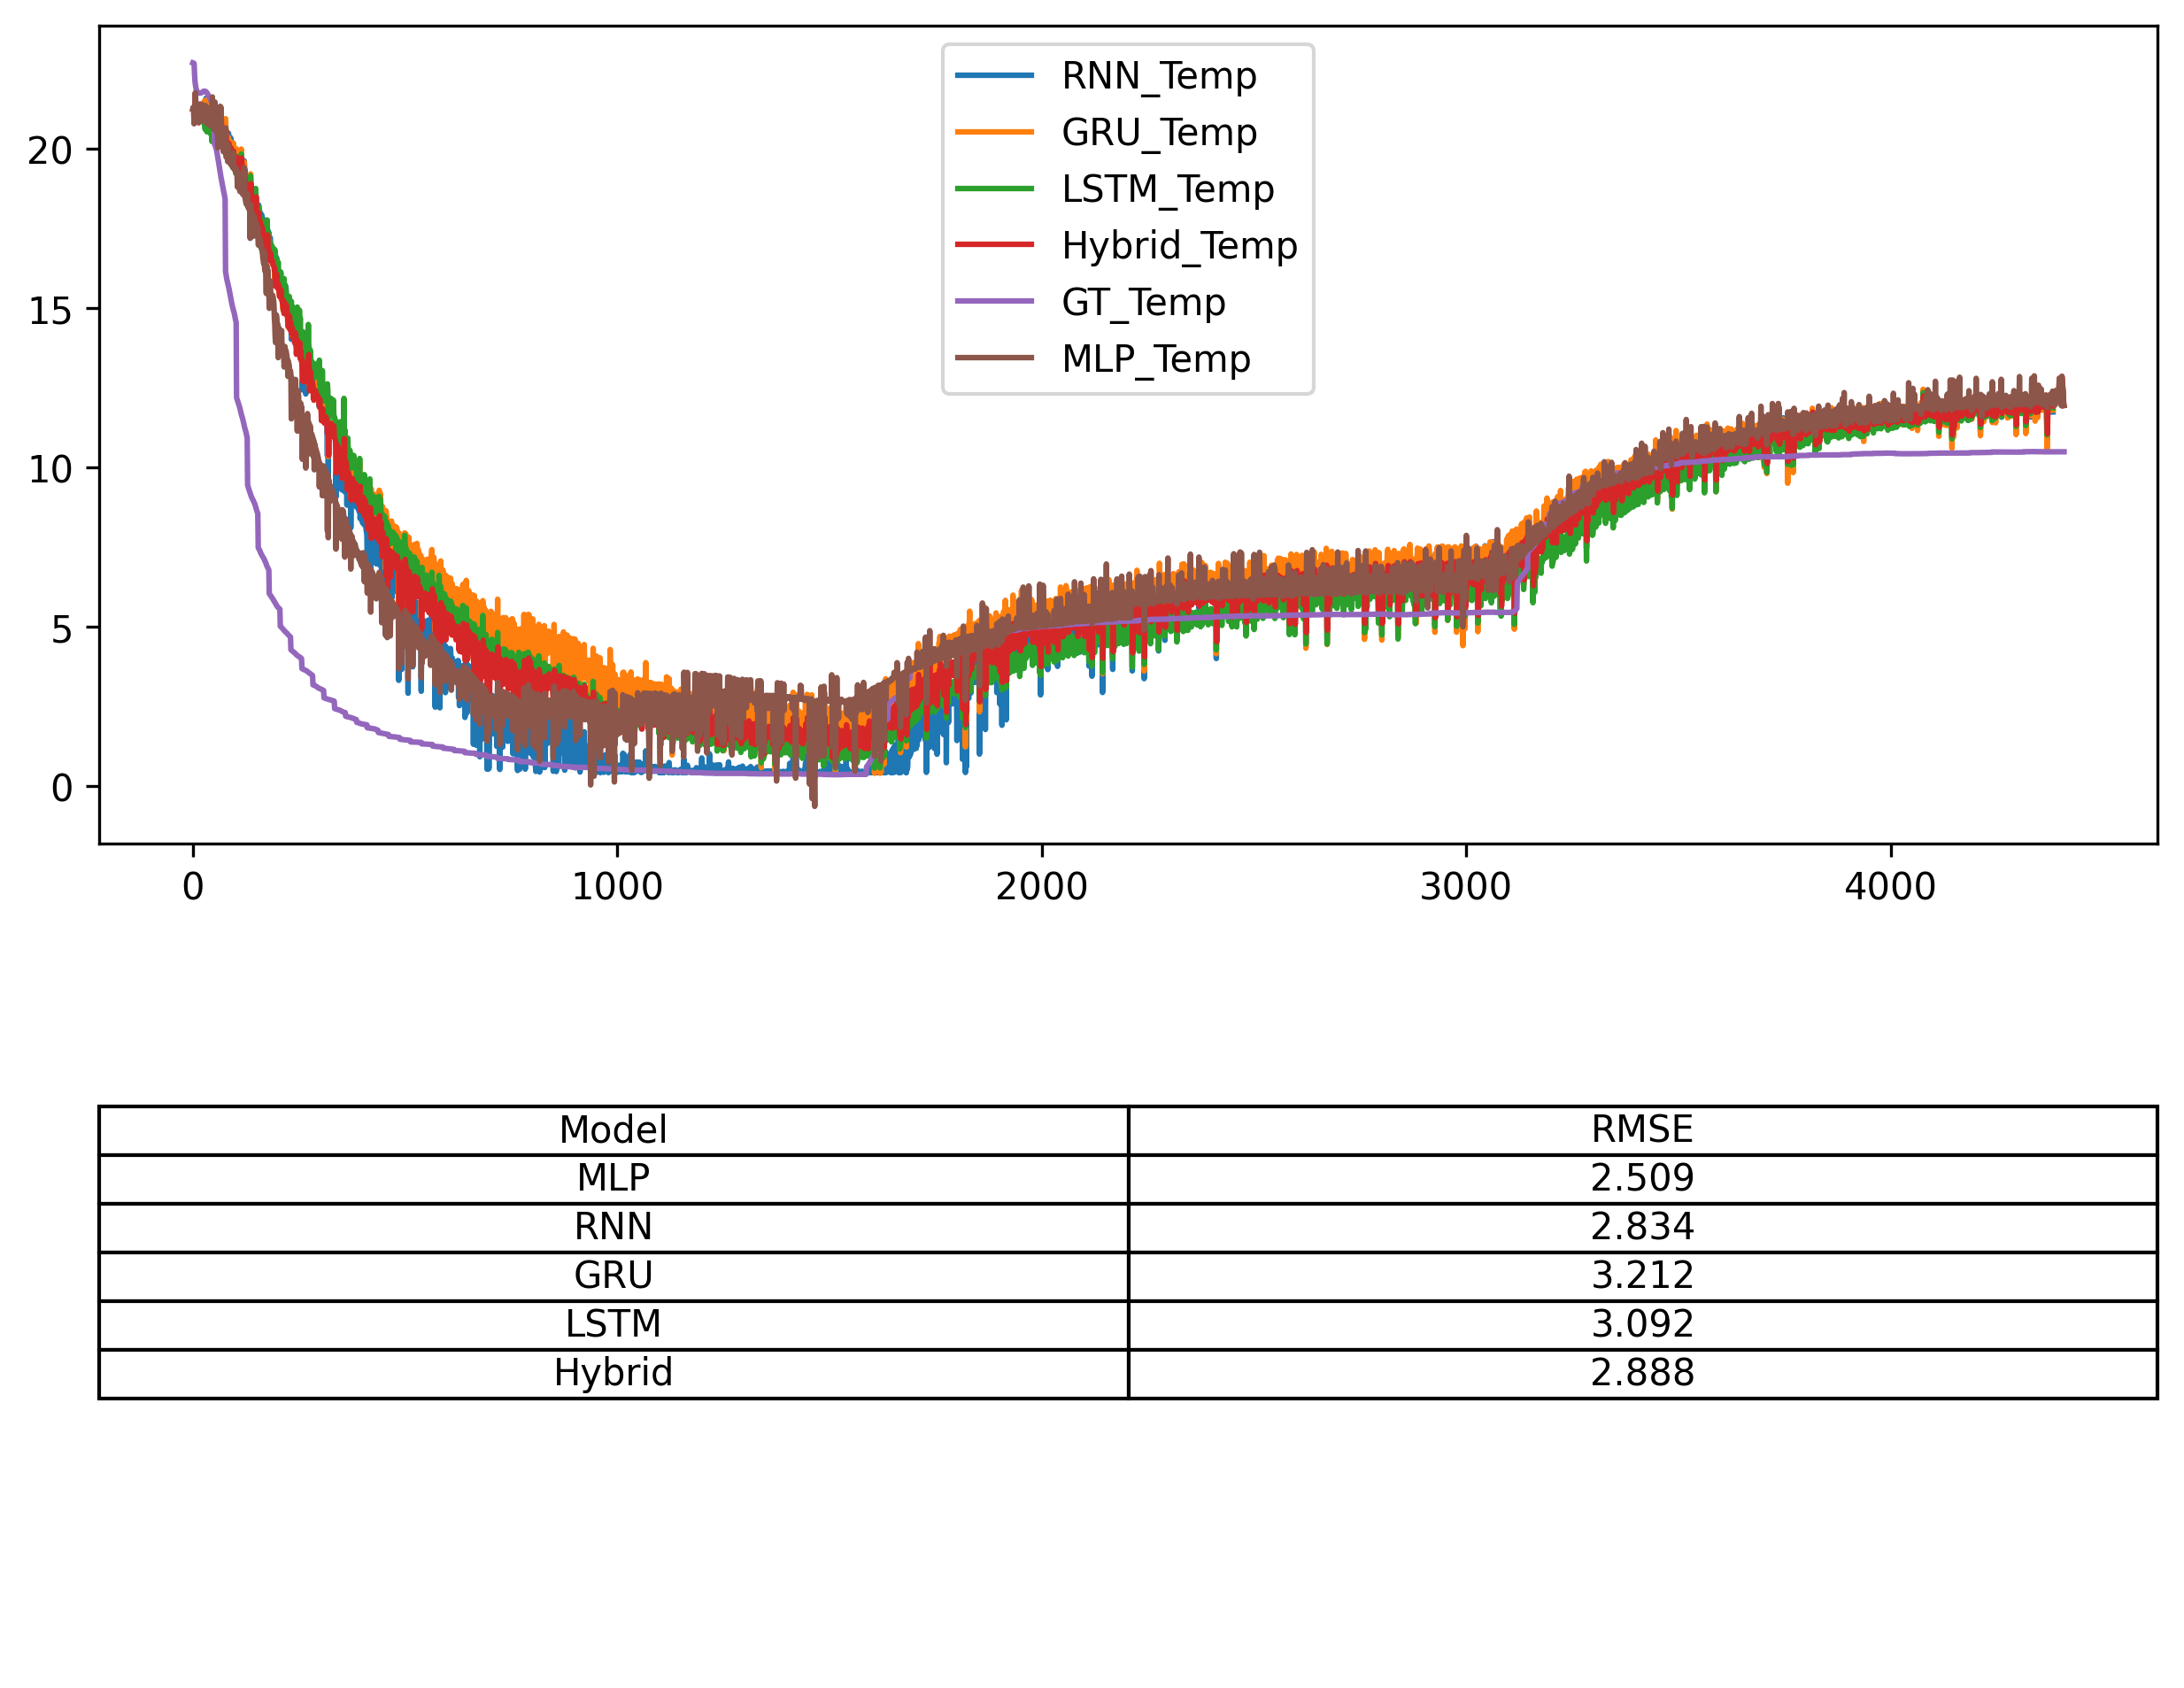 RNN_Temp
GRU_Temp
LSTM_Temp
Hybrid_Temp
GT_Temp
MLP_Temp
20
15
10
5
0
0 1000 2000 3000 4000
Model RMSE
MLP 2.509
RNN 2.834
GRU 3.212
LSTM 3.092
Hybrid 2.888